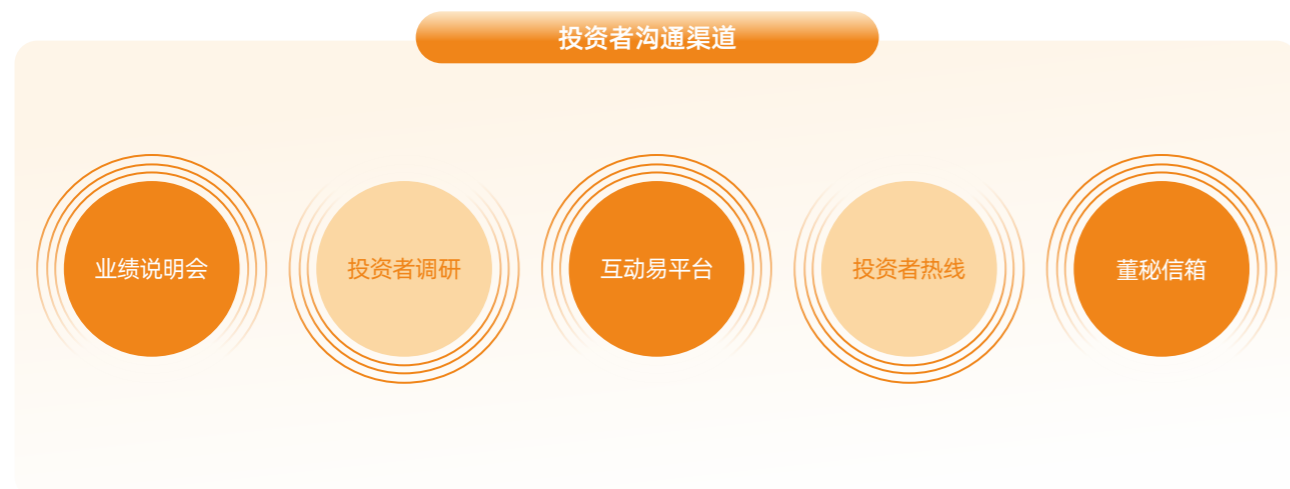 投资者沟通渠道
业绩说明会
投资者调研
互动易平台
投资者热线
董秘信箱